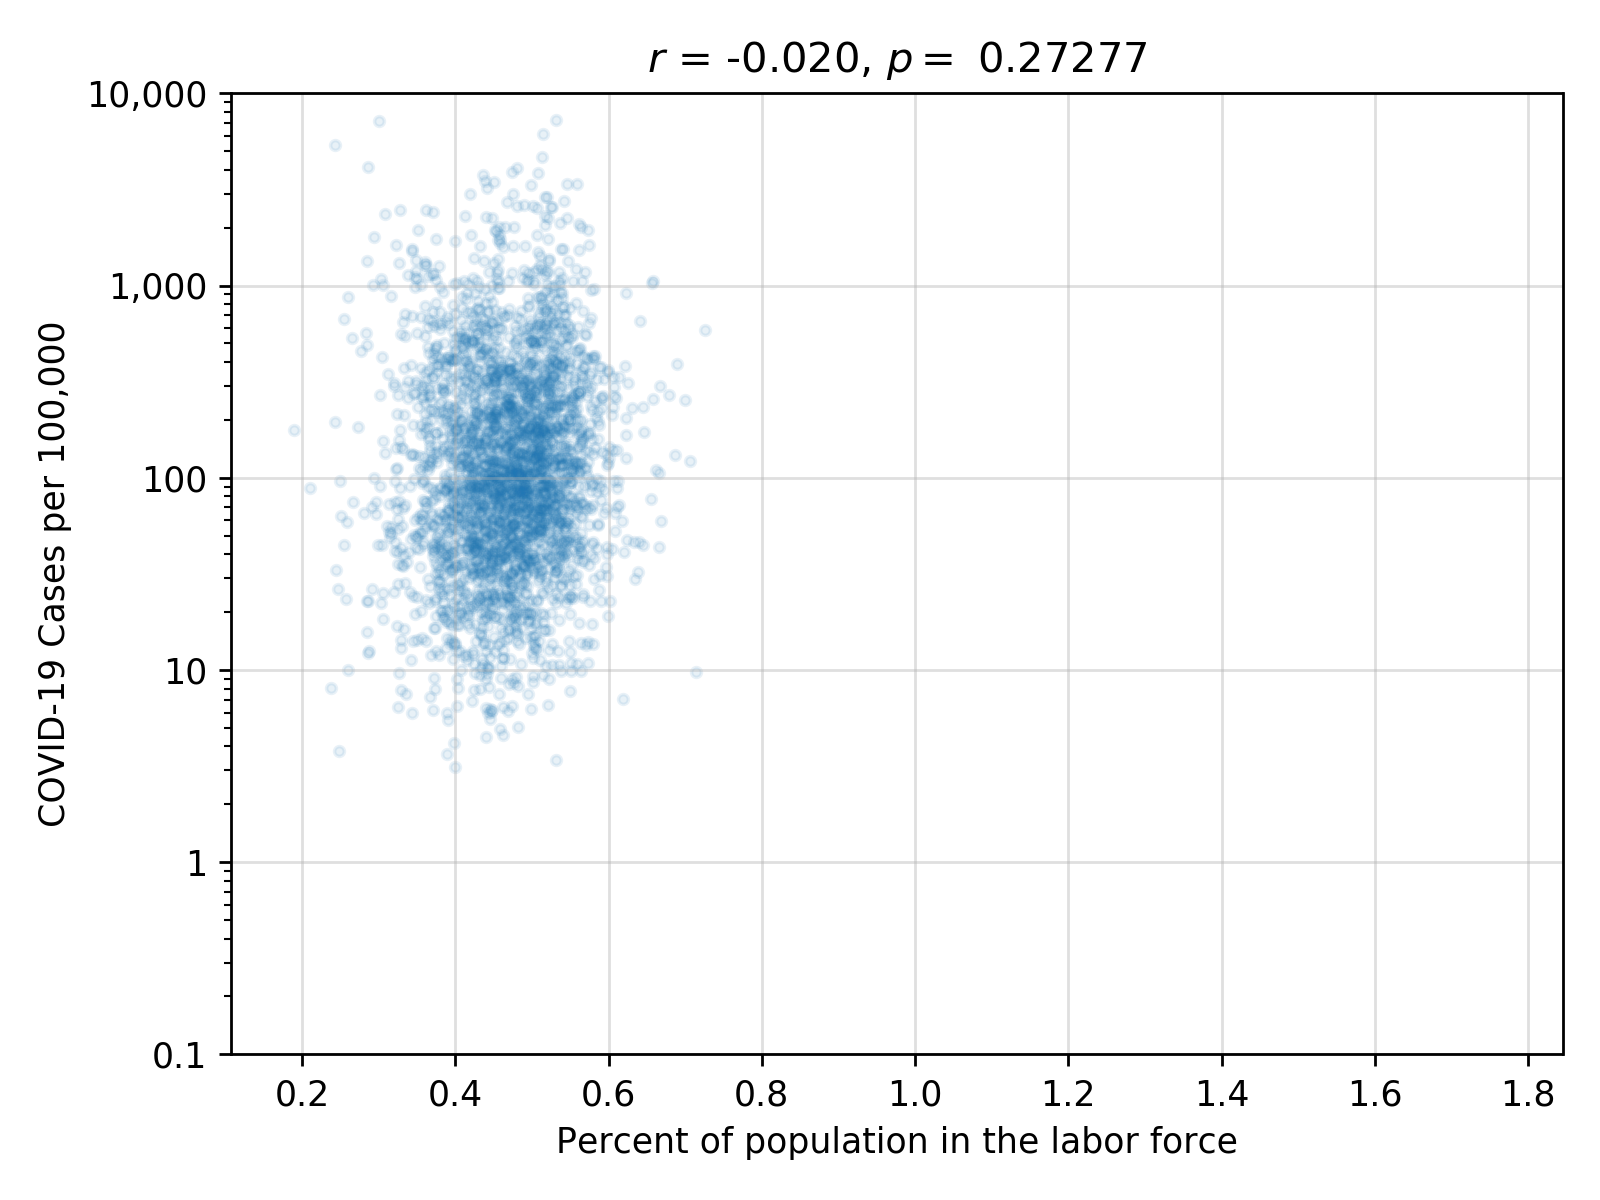 r = -0.020, p = 0.27277
10,000
1,000
100
10
1
0.1
COVID-19 Cases per 100,000
0.2 0.4 0.6 0.8 1.0 1.2 1.4 1.6 1.8
Percent of population in the labor force